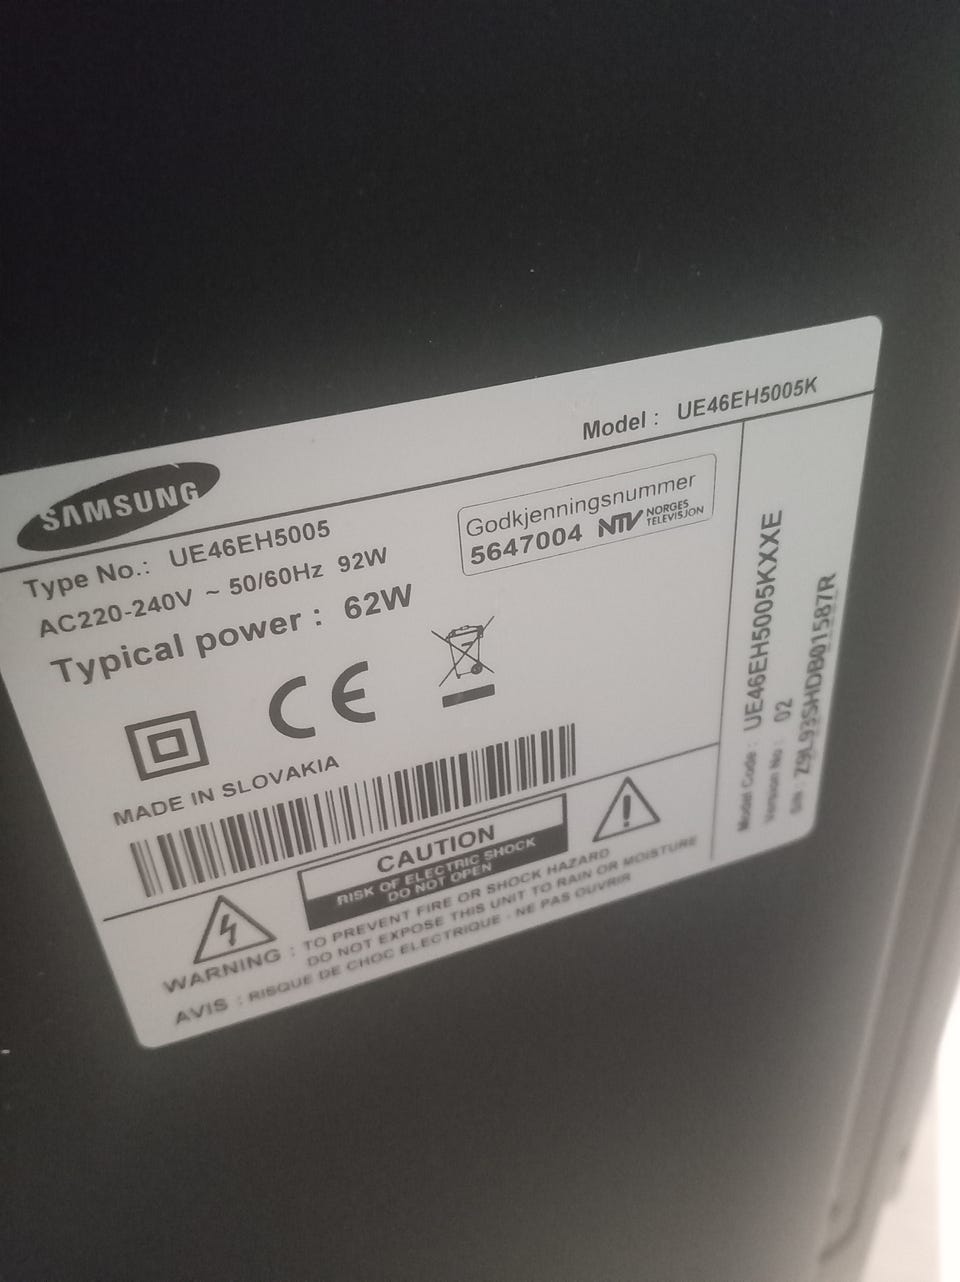 Model : UE46EH5005K
SAMSUNG
Type No.: UE46EH5005
AC220-240V ~ 50/60Hz 92W
Typical power : 62W
Godkjenningsnummer
5647004 NTV NORGES TELEVISJON
CE
MADE IN SLOVAKIA
CAUTION
RISK OF ELECTRIC SHOCK
DO NOT OPEN
WARNING : TO PREVENT FIRE OR SHOCK HAZARD
DO NOT EXPOSE THIS UNIT TO RAIN OR MOISTURE
AVIS : RISQUE DE CHOC ELECTRIQUE - NE PAS OUVRIR
Model Code : UE46EH5005KXXXE
Version No : 02
S/N : Z9L93SHDB01587R